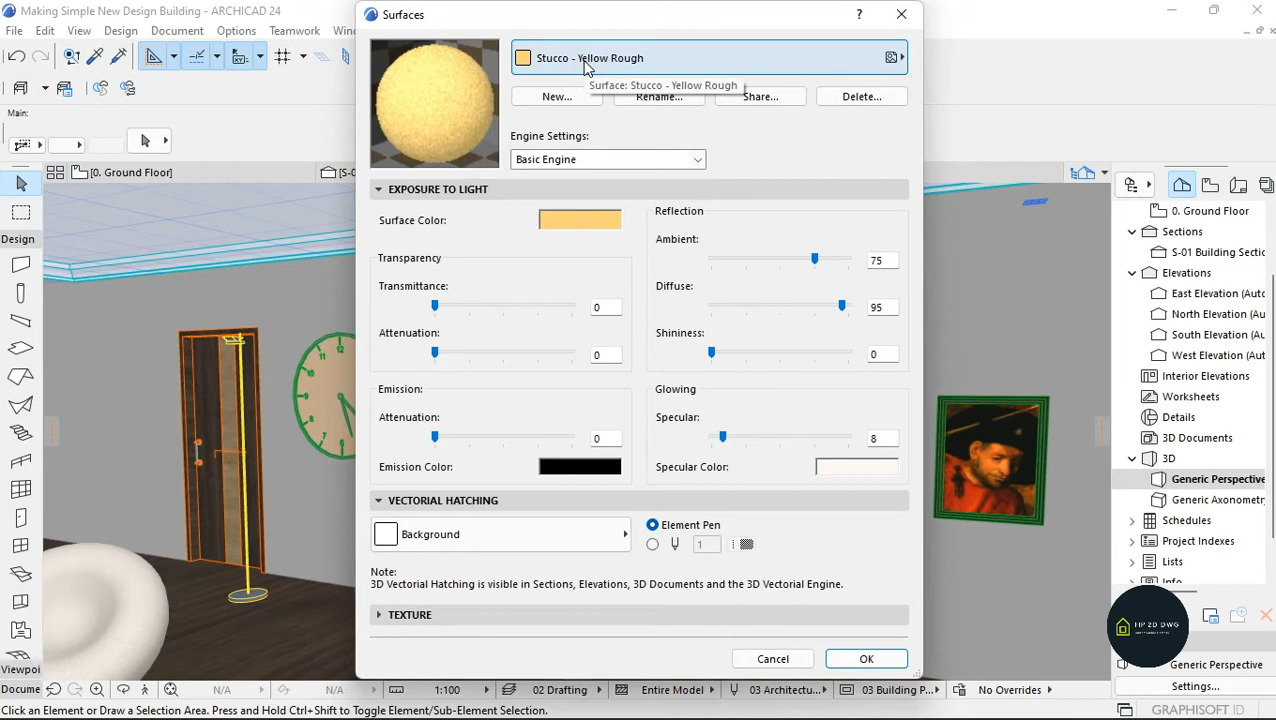 Making Simple New Design Building - ARCHICAD 24
File Edit View Design Document Options Teamwork
Main:
[0. Ground Floor]
Design
Viewpoi
Docume
Surfaces
?
Stucco - Yellow Rough
Surface: Stucco - Yellow Rough
New...
Rename...
Share...
Delete...
Engine Settings:
Basic Engine
EXPOSURE TO LIGHT
Surface Color:
Transparency
Transmittance:
0
Attenuation:
0
Emission:
Attenuation:
0
Emission Color:
Reflection
Ambient:
75
Diffuse:
95
Shininess:
0
Glowing
Specular:
8
Specular Color:
VECTORIAL HATCHING
Background
Element Pen
1
Note:
3D Vectorial Hatching is visible in Sections, Elevations, 3D Documents and the 3D Vectorial Engine.
TEXTURE
Cancel
OK
0. Ground Floor
Sections
S-01 Building Sectio
Elevations
East Elevation (Aut
North Elevation (Au
South Elevation (Au
West Elevation (Aut
Interior Elevations
Worksheets
Details
3D Documents
3D
Generic Perspective
Generic Axonometr
Schedules
Project Indexes
Lists
Info
HP 2D DWG
Generic Perspective
Settings...
N/A
N/A
1:100
02 Drafting
Entire Model
03 Architectu...
03 Building P...
No Overrides
Click an Element or Draw a Selection Area. Press and Hold Ctrl+Shift to Toggle Element/Sub-Element Selection.
GRAPHISOFT ID